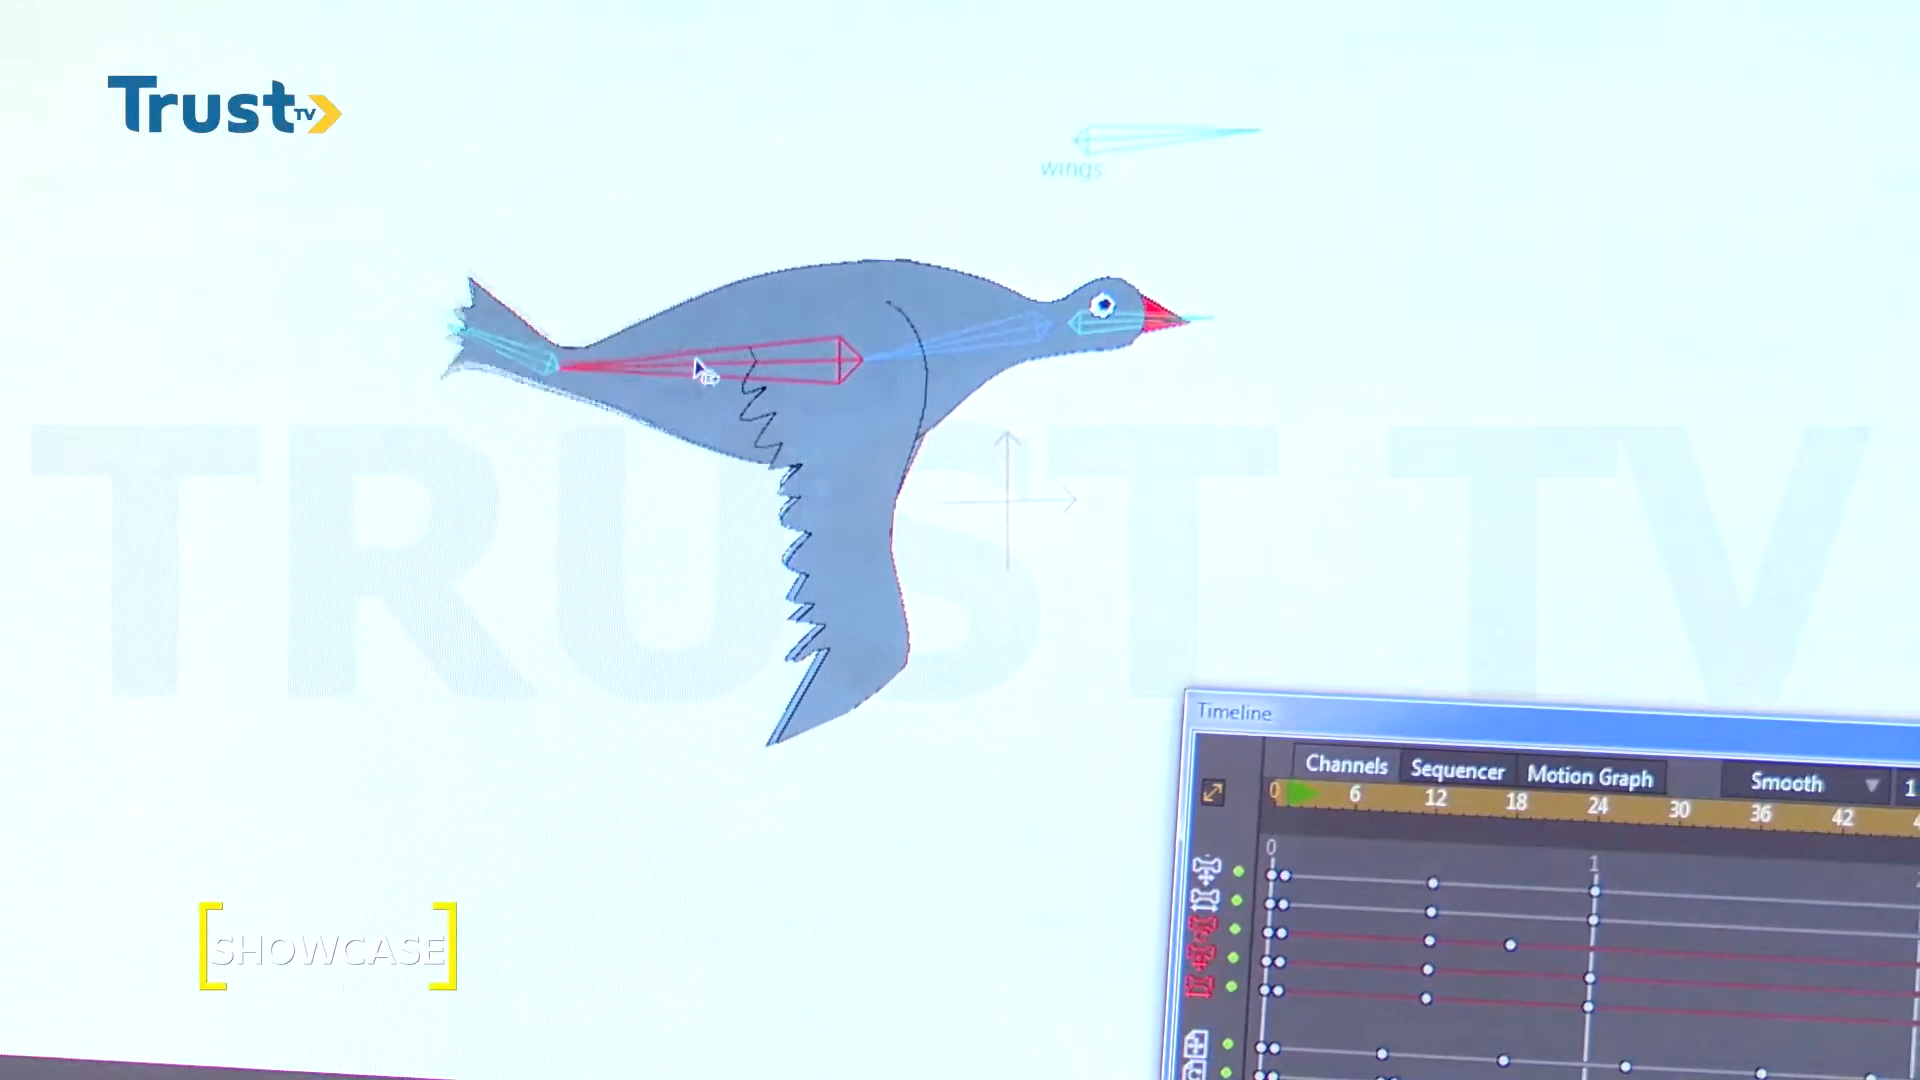 Trust TV
wings
TRUST TV
Timeline
Channels Sequencer Motion Graph Smooth 1
0 6 12 18 24 30 36 42
0 1
[SHOWCASE]